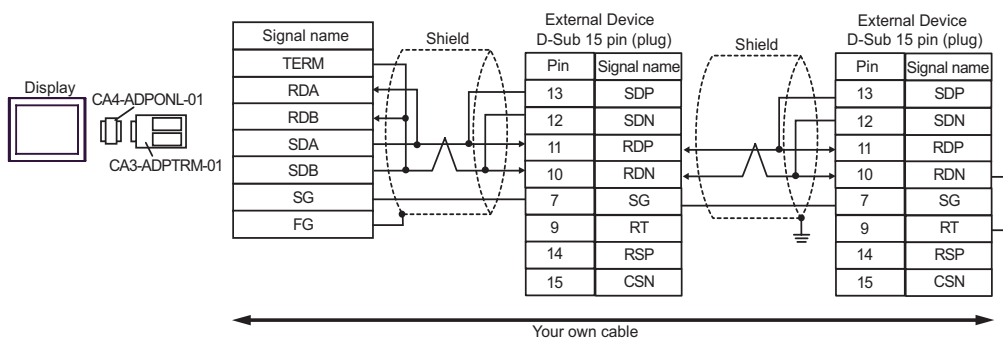 Display
CA4-ADPONL-01
CA3-ADPTRM-01
Signal name
TERM
RDA
RDB
SDA
SDB
SG
FG
Shield
External Device
D-Sub 15 pin (plug)
Pin Signal name
13 SDP
12 SDN
11 RDP
10 RDN
7 SG
9 RT
14 RSP
15 CSN
Shield
External Device
D-Sub 15 pin (plug)
Pin Signal name
13 SDP
12 SDN
11 RDP
10 RDN
7 SG
9 RT
14 RSP
15 CSN
Your own cable